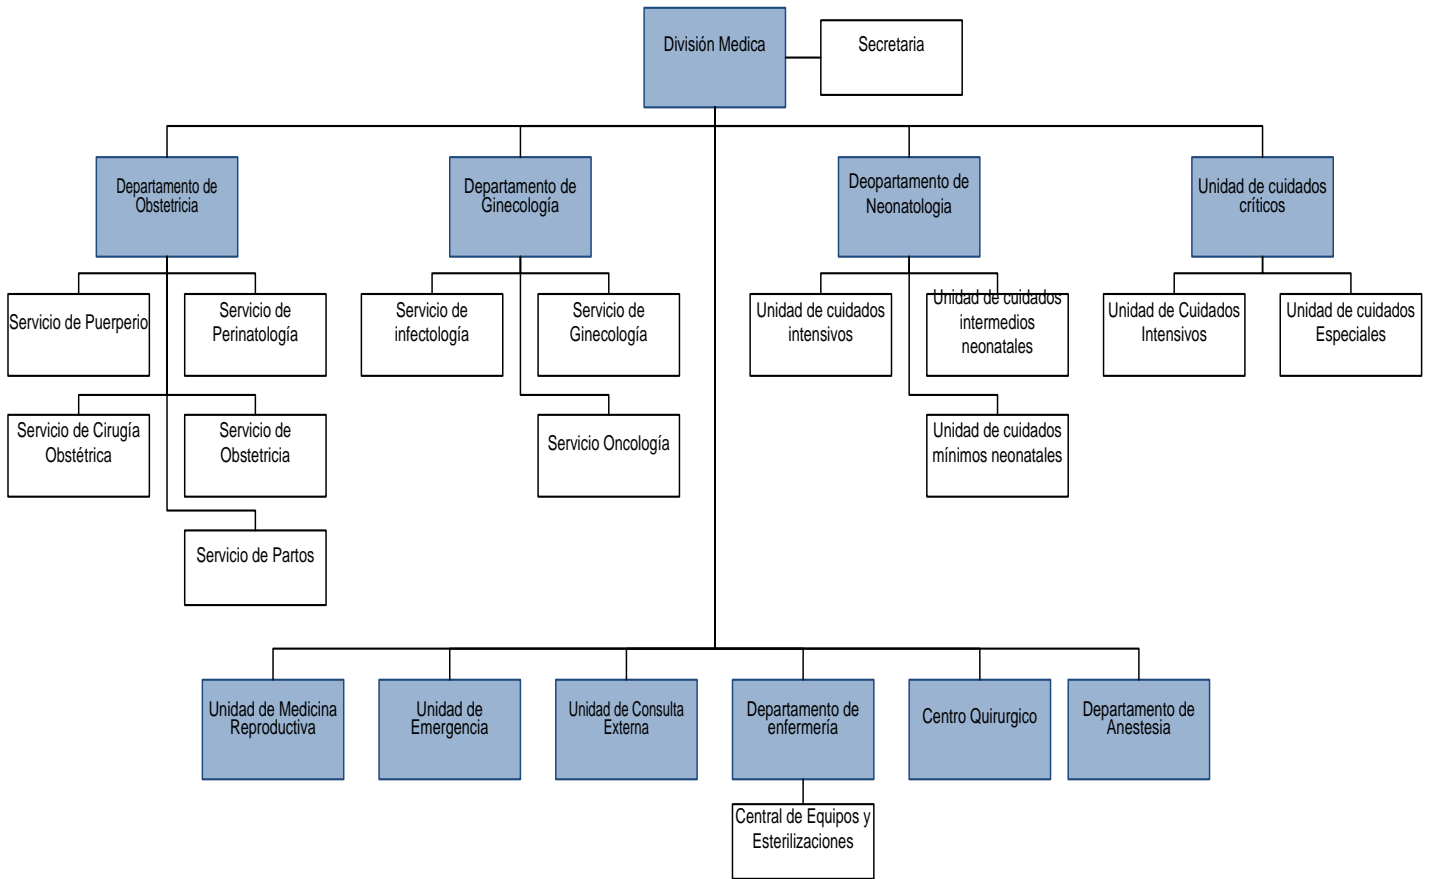 División Medica
Secretaria
Departamento de
Obstetricia
Departamento de
Ginecología
Deopartamento de
Neonatologia
Unidad de cuidados
críticos
Servicio de Puerperio
Servicio de
Perinatología
Servicio de
infectología
Servicio de
Ginecología
Unidad de cuidados
intensivos
Unidad de cuidados
intermedios
neonatales
Unidad de Cuidados
Intensivos
Unidad de cuidados
Especiales
Servicio de Cirugía
Obstétrica
Servicio de
Obstetricia
Servicio Oncología
Unidad de cuidados
mínimos neonatales
Servicio de Partos
Unidad de Medicina
Reproductiva
Unidad de
Emergencia
Unidad de Consulta
Externa
Departamento de
enfermería
Centro Quirurgico
Departamento de
Anestesia
Central de Equipos y
Esterilizaciones